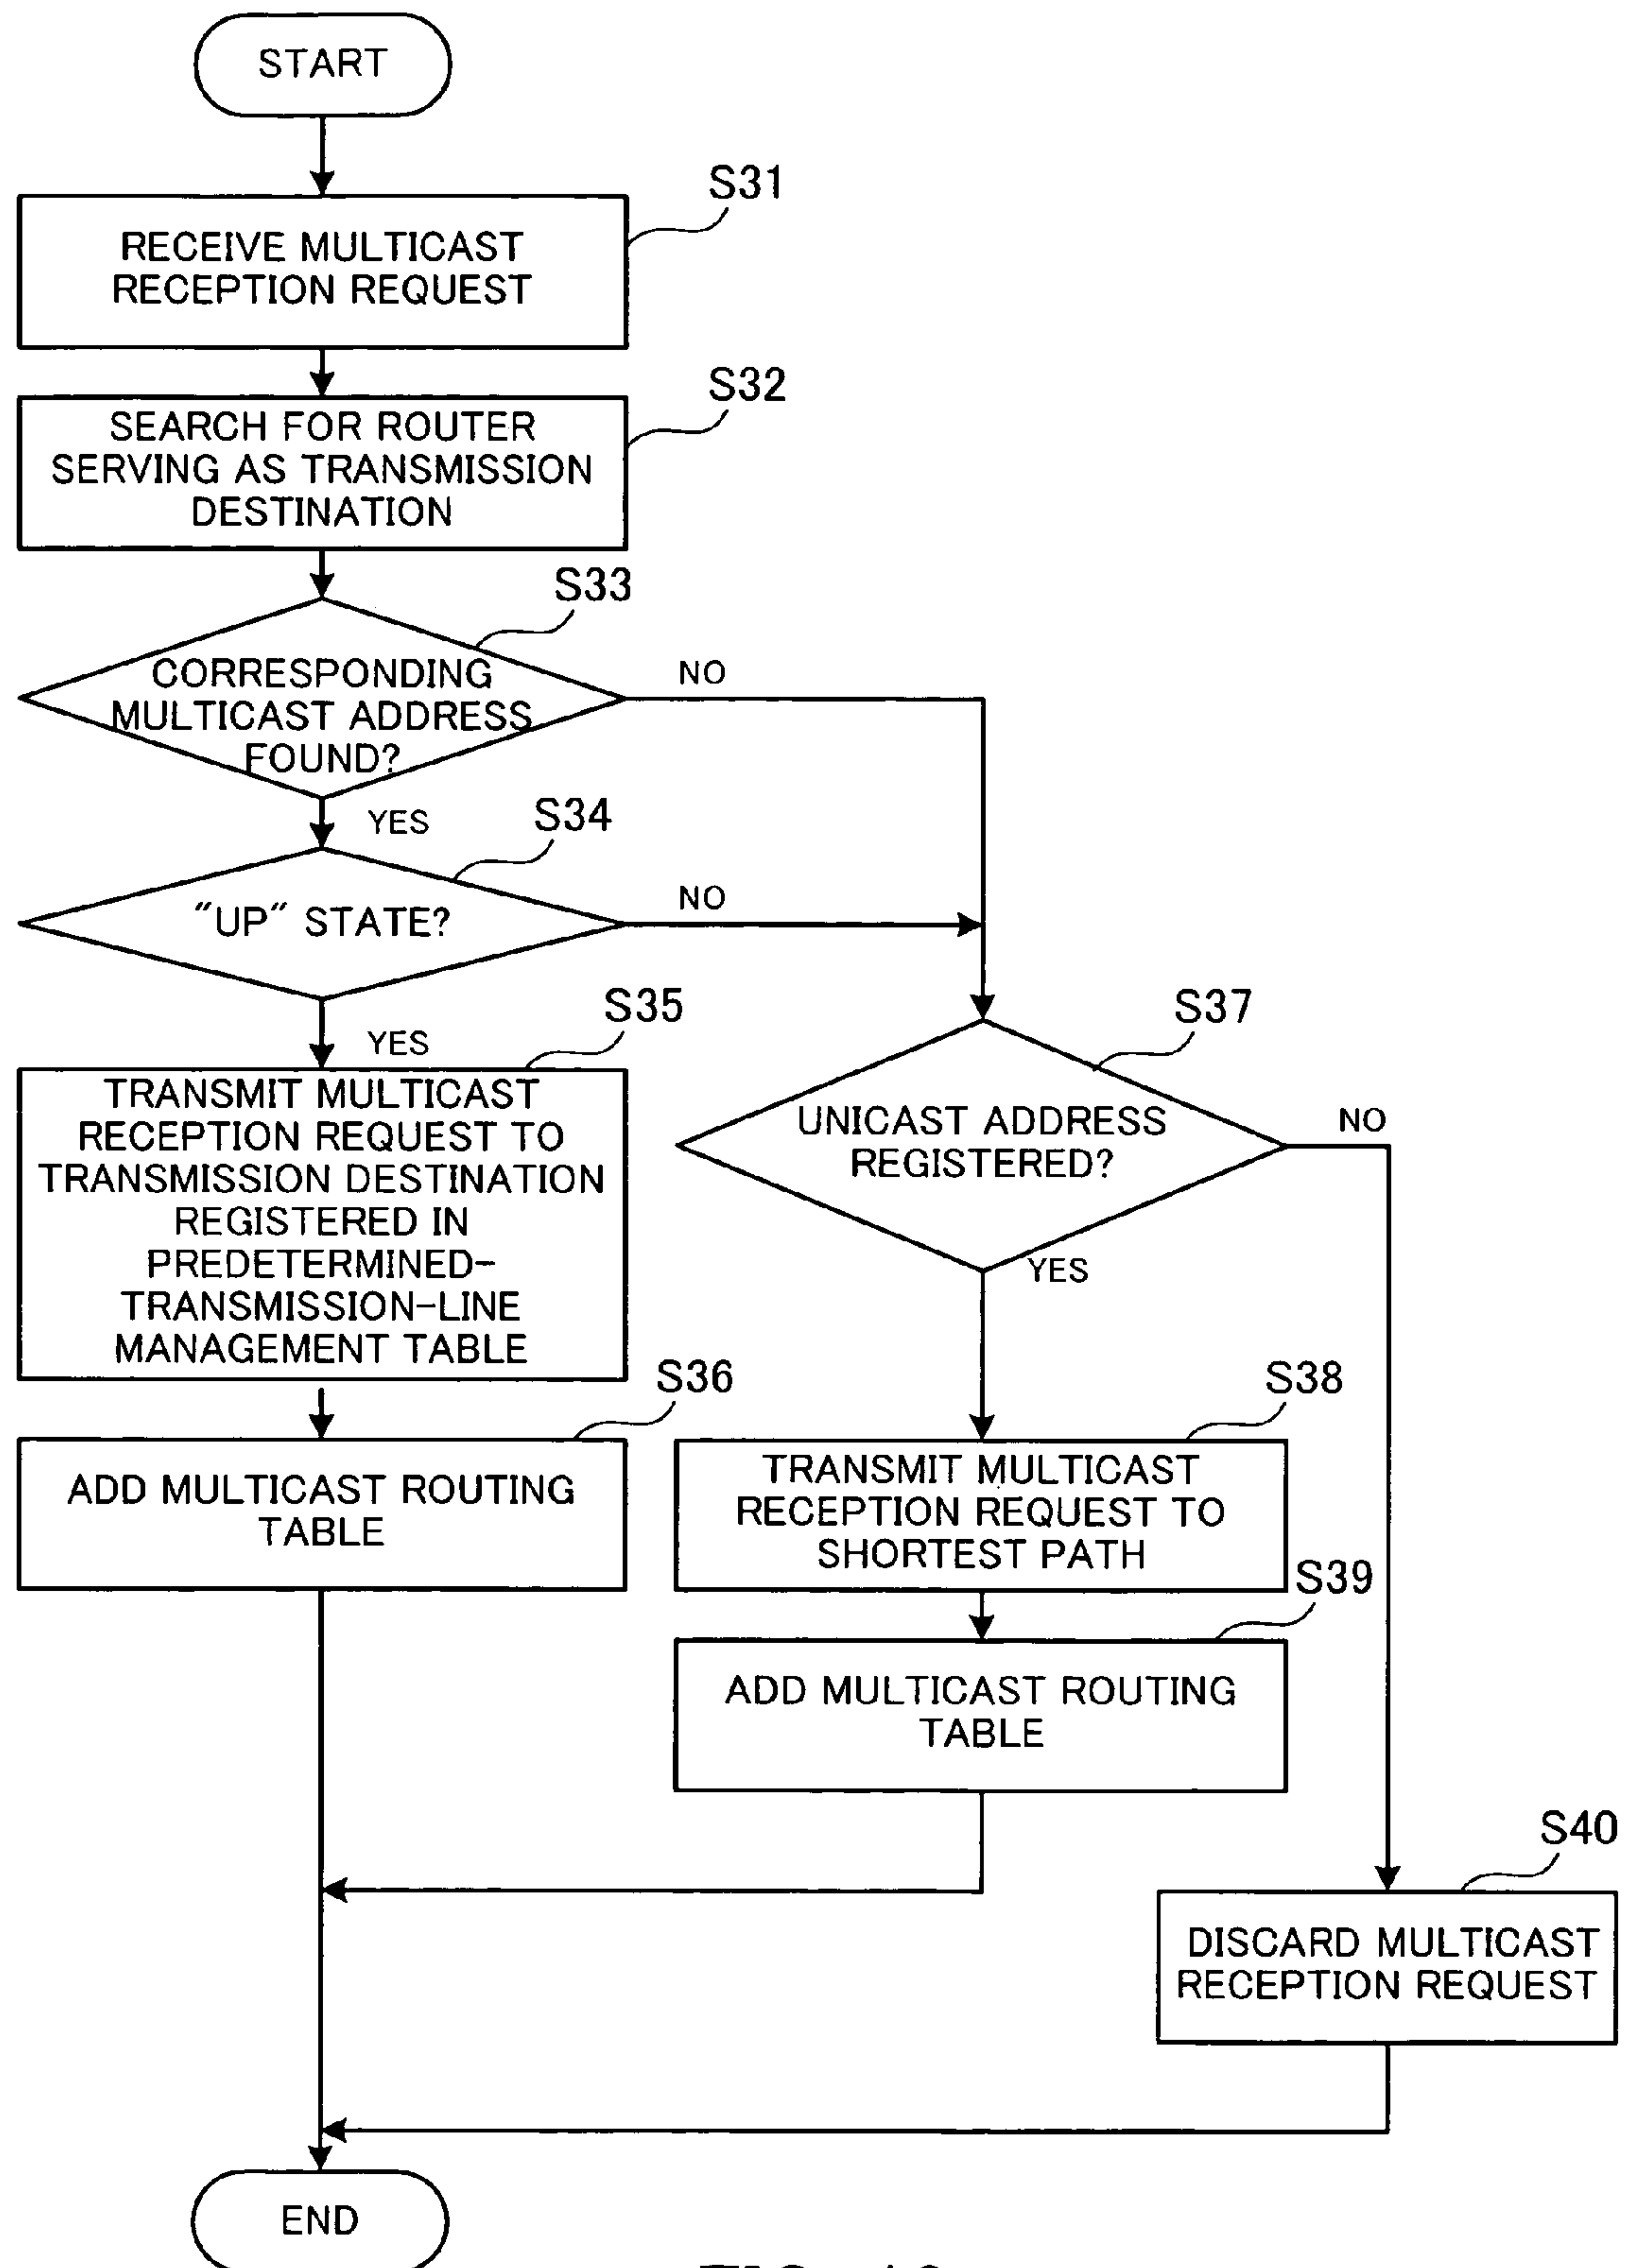 START
S31
RECEIVE MULTICAST
RECEPTION REQUEST
S32
SEARCH FOR ROUTER
SERVING AS TRANSMISSION
DESTINATION
S33
CORRESPONDING
MULTICAST ADDRESS
FOUND?
NO
YES
S34
"UP" STATE?
NO
YES
S35
TRANSMIT MULTICAST
RECEPTION REQUEST TO
TRANSMISSION DESTINATION
REGISTERED IN
PREDETERMINED-
TRANSMISSION-LINE
MANAGEMENT TABLE
S36
ADD MULTICAST ROUTING
TABLE
S37
UNICAST ADDRESS
REGISTERED?
NO
YES
S38
TRANSMIT MULTICAST
RECEPTION REQUEST TO
SHORTEST PATH
S39
ADD MULTICAST ROUTING
TABLE
S40
DISCARD MULTICAST
RECEPTION REQUEST
END